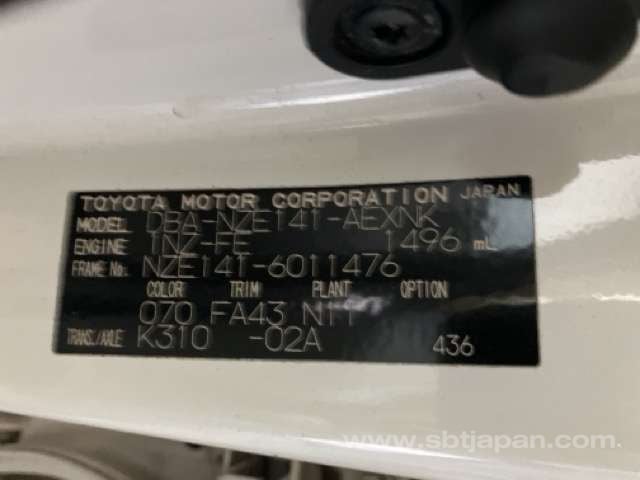 TOYOTA MOTOR CORPORATION JAPAN
MODEL DBA-NZE141-AEXNK
ENGINE 1NZ-FE 1496 mL
FRAME No. NZE141-6011476
COLOR TRIM PLANT OPTION
070 FA43 N11
TRANS./AXLE K310 -02A 436
www.sbtjapan.com